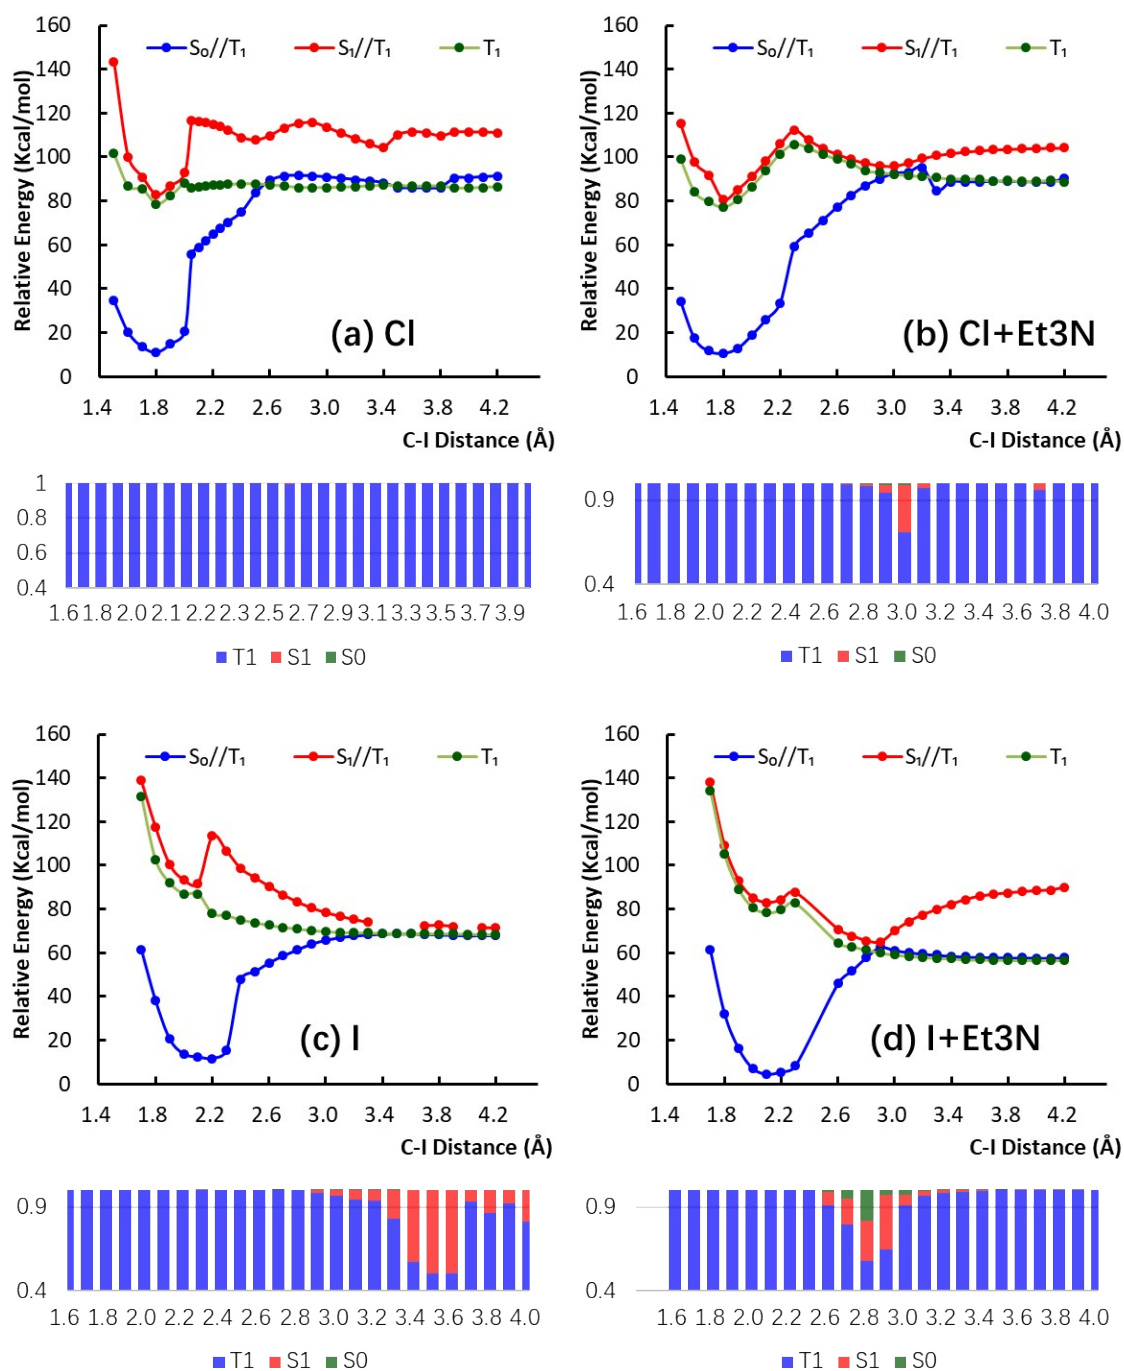 160
140
120
100
80
60
40
20
0
Relative Energy (Kcal/mol)
S₀//T₁ S₁//T₁ T₁
(a) Cl
1.4 1.8 2.2 2.6 3.0 3.4 3.8 4.2
C-I Distance (Å)
160
140
120
100
80
60
40
20
0
Relative Energy (Kcal/mol)
S₀//T₁ S₁//T₁ T₁
(b) Cl+Et3N
1.4 1.8 2.2 2.6 3.0 3.4 3.8 4.2
C-I Distance (Å)
1
0.8
0.6
0.4
1.6 1.8 2.0 2.1 2.2 2.3 2.5 2.7 2.9 3.1 3.3 3.5 3.7 3.9
T1 S1 S0
0.9
0.4
1.6 1.8 2.0 2.2 2.4 2.6 2.8 3.0 3.2 3.4 3.6 3.8 4.0
T1 S1 S0
160
140
120
100
80
60
40
20
0
Relative Energy (Kcal/mol)
S₀//T₁ S₁//T₁ T₁
(c) I
1.4 1.8 2.2 2.6 3.0 3.4 3.8 4.2
C-I Distance (Å)
160
140
120
100
80
60
40
20
0
Relative Energy (Kcal/mol)
S₀//T₁ S₁//T₁ T₁
(d) I+Et3N
1.4 1.8 2.2 2.6 3.0 3.4 3.8 4.2
C-I Distance (Å)
0.9
0.4
1.6 1.8 2.0 2.2 2.4 2.6 2.8 3.0 3.2 3.4 3.6 3.8 4.0
T1 S1 S0
0.9
0.4
1.6 1.8 2.0 2.2 2.4 2.6 2.8 3.0 3.2 3.4 3.6 3.8 4.0
T1 S1 S0